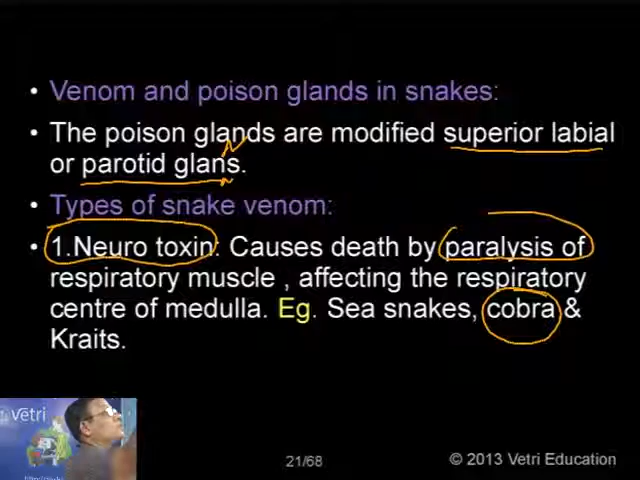 Venom and poison glands in snakes:
The poison glands are modified superior labial
or parotid glans.
Types of snake venom:
1.Neuro toxin: Causes death by paralysis of
respiratory muscle , affecting the respiratory
centre of medulla. Eg. Sea snakes, cobra &
Kraits.
vetri
21/68
© 2013 Vetri Education